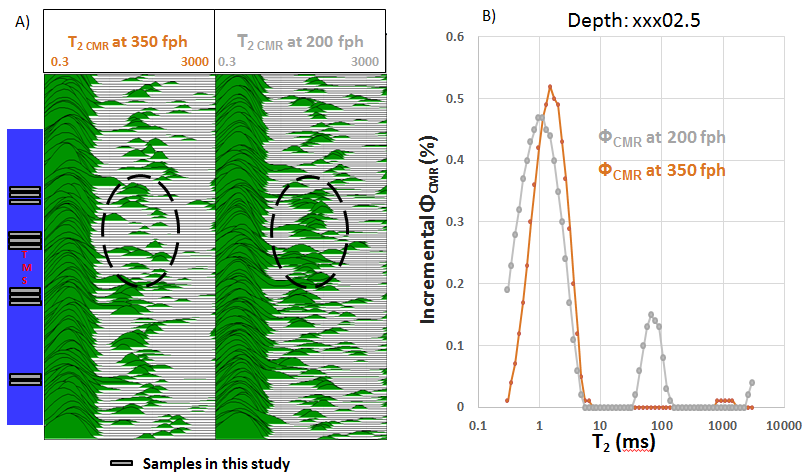 A)
T2 CMR at 350 fph
T2 CMR at 200 fph
0.3
3000
0.3
3000
T
M
S
Samples in this study
B)
Depth: xxx02.5
0.6
0.5
0.4
0.3
0.2
0.1
0
Incremental ΦCMR (%)
ΦCMR at 200 fph
ΦCMR at 350 fph
0.1
1
10
100
1000
10000
T2 (ms)